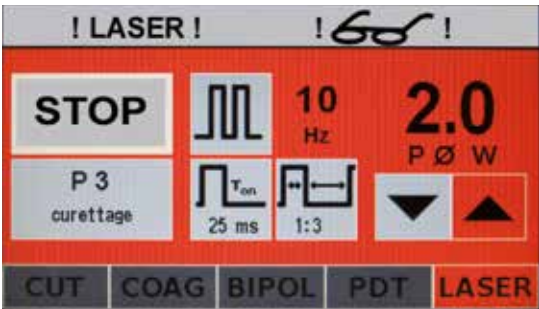 ! LASER !
! !
STOP
10
Hz
2.0
P Ø W
P 3
curettage
Ton
25 ms
1:3
CUT
COAG
BIPOL
PDT
LASER